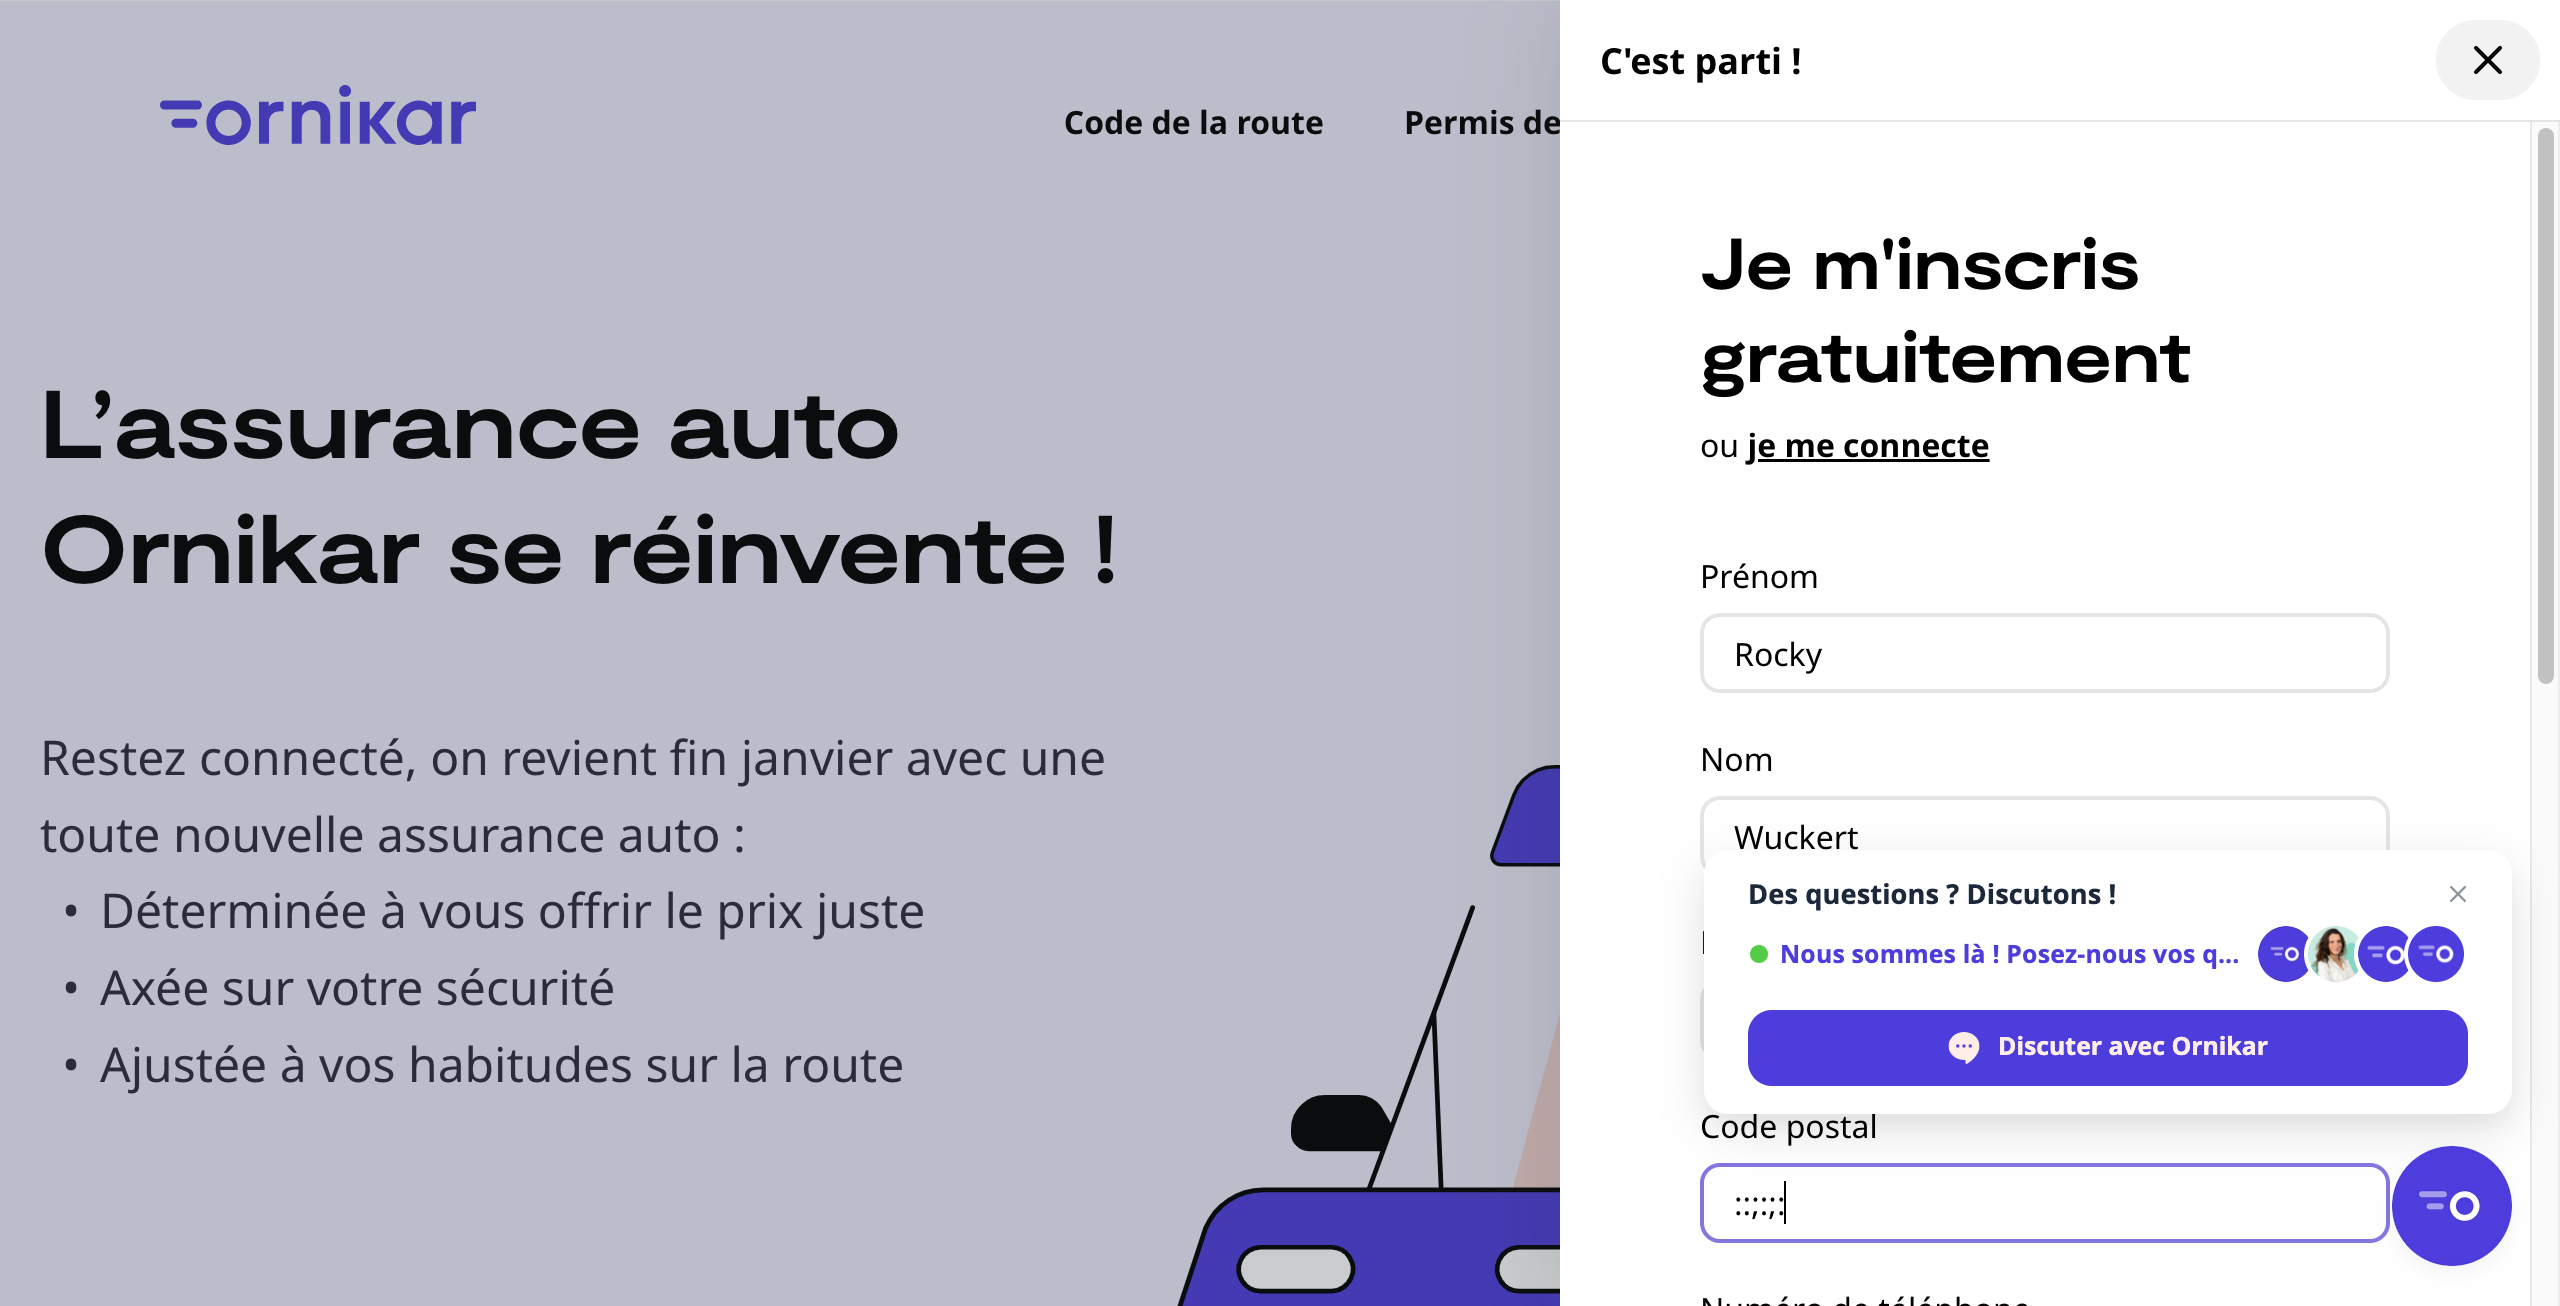 ornikar
Code de la route
Permis de
L’assurance auto
Ornikar se réinvente !
Restez connecté, on revient fin janvier avec une
toute nouvelle assurance auto :
• Déterminée à vous offrir le prix juste
• Axée sur votre sécurité
• Ajustée à vos habitudes sur la route
C'est parti !
Je m'inscris
gratuitement
ou je me connecte
Prénom
Rocky
Nom
Wuckert
Des questions ? Discutons !
Nous sommes là ! Posez-nous vos q...
Discuter avec Ornikar
Code postal
Numéro de téléphone